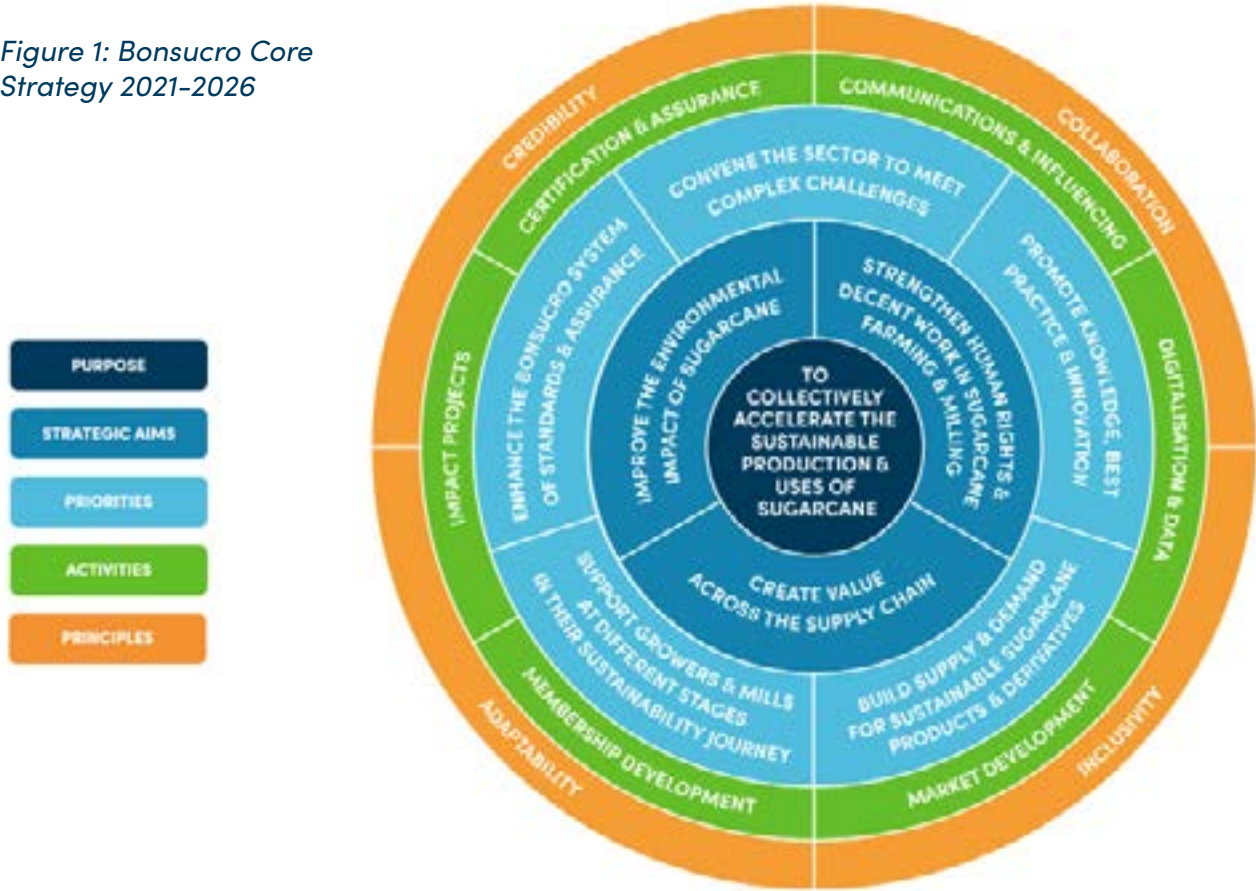 Figure 1: Bonsucro Core
Strategy 2021-2026
PURPOSE
STRATEGIC AIMS
PRIORITIES
ACTIVITIES
PRINCIPLES
CREDIBILITY
COLLABORATION
INCLUSIVITY
ADAPTABILITY
CERTIFICATION & ASSURANCE
COMMUNICATIONS & INFLUENCING
DIGITALISATION & DATA
MARKET DEVELOPMENT
MEMBERSHIP DEVELOPMENT
IMPACT PROJECTS
CONVENE THE SECTOR TO MEET
COMPLEX CHALLENGES
PROMOTE KNOWLEDGE, BEST
PRACTICE & INNOVATION
BUILD SUPPLY & DEMAND
FOR SUSTAINABLE SUGARCANE
PRODUCTS & DERIVATIVES
SUPPORT GROWERS & MILLS
AT DIFFERENT STAGES
IN THEIR SUSTAINABILITY JOURNEY
ENHANCE THE BONSUCRO SYSTEM
OF STANDARDS & ASSURANCE
IMPROVE THE ENVIRONMENTAL
IMPACT OF SUGARCANE
STRENGTHEN HUMAN RIGHTS &
DECENT WORK IN SUGARCANE
FARMING & MILLING
CREATE VALUE
ACROSS THE SUPPLY CHAIN
TO
COLLECTIVELY
ACCELERATE THE
SUSTAINABLE
PRODUCTION &
USES OF
SUGARCANE